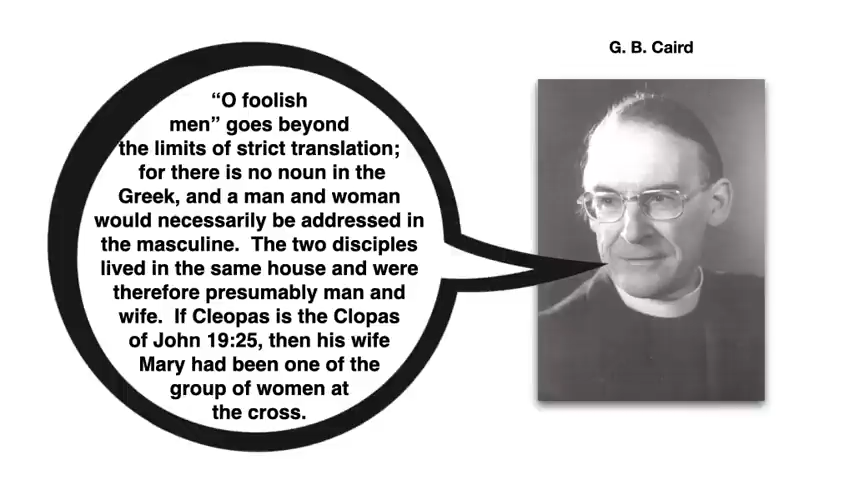 G. B. Caird
“O foolish
men” goes beyond
the limits of strict translation;
for there is no noun in the
Greek, and a man and woman
would necessarily be addressed in
the masculine.  The two disciples
lived in the same house and were
therefore presumably man and
wife.  If Cleopas is the Clopas
of John 19:25, then his wife
Mary had been one of the
group of women at
the cross.